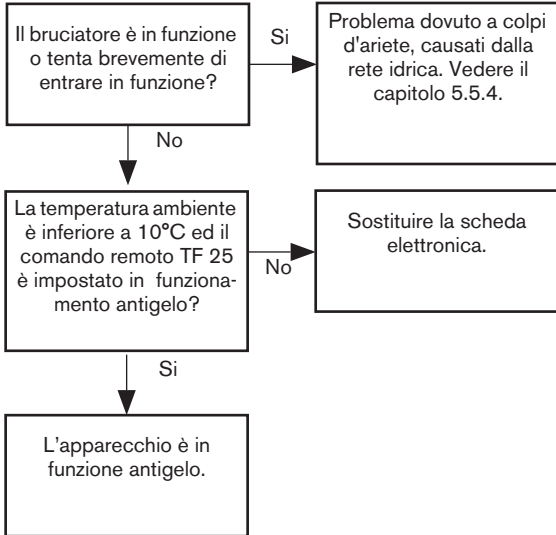 Il bruciatore è in funzione
o tenta brevemente di
entrare in funzione?
Si
Problema dovuto a colpi
d'ariete, causati dalla
rete idrica. Vedere il
capitolo 5.5.4.
No
La temperatura ambiente
è inferiore a 10°C ed il
comando remoto TF 25
è impostato in funziona-
mento antigelo?
No
Sostituire la scheda
elettronica.
Si
L'apparecchio è in
funzione antigelo.